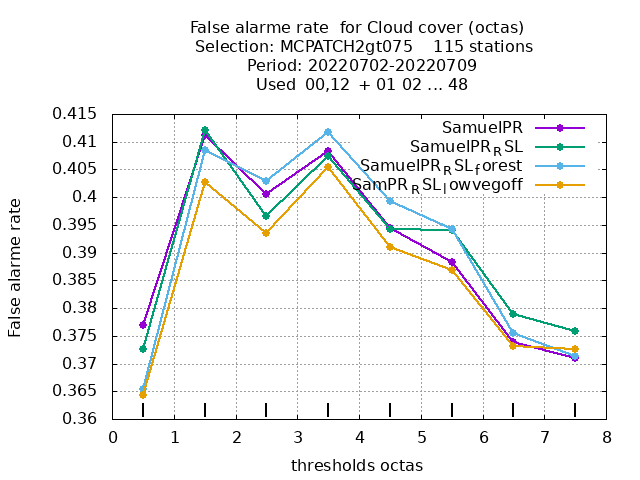 False alarme rate  for Cloud cover (octas)
Selection: MCPATCH2gt075    115 stations
Period: 20220702-20220709
Used  00,12  + 01 02 ... 48
SamuelPR
SamuelPR_RSL
SamuelPR_RSL_forest
SamPR_RSL_lowvegoff
False alarme rate
0.415
0.41
0.405
0.4
0.395
0.39
0.385
0.38
0.375
0.37
0.365
0.36
0 1 2 3 4 5 6 7 8
thresholds octas